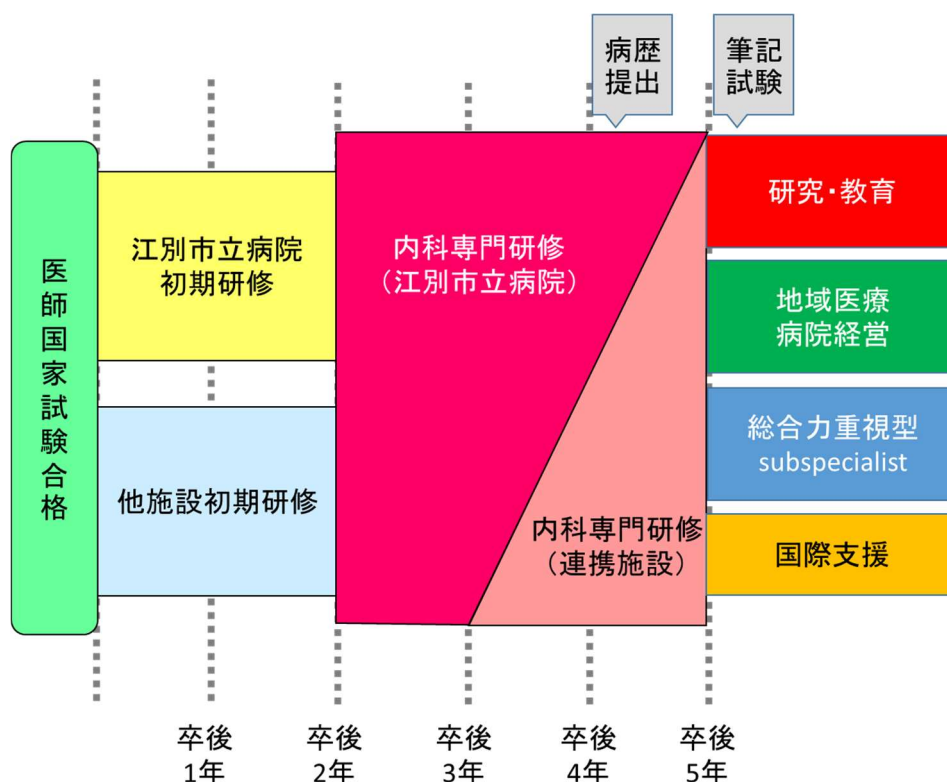 病歴
提出
筆記
試験
医師国家試験合格
江別市立病院
初期研修
他施設初期研修
内科専門研修
（江別市立病院）
内科専門研修
（連携施設）
研究・教育
地域医療
病院経営
総合力重視型
subspecialist
国際支援
卒後
1年
卒後
2年
卒後
3年
卒後
4年
卒後
5年